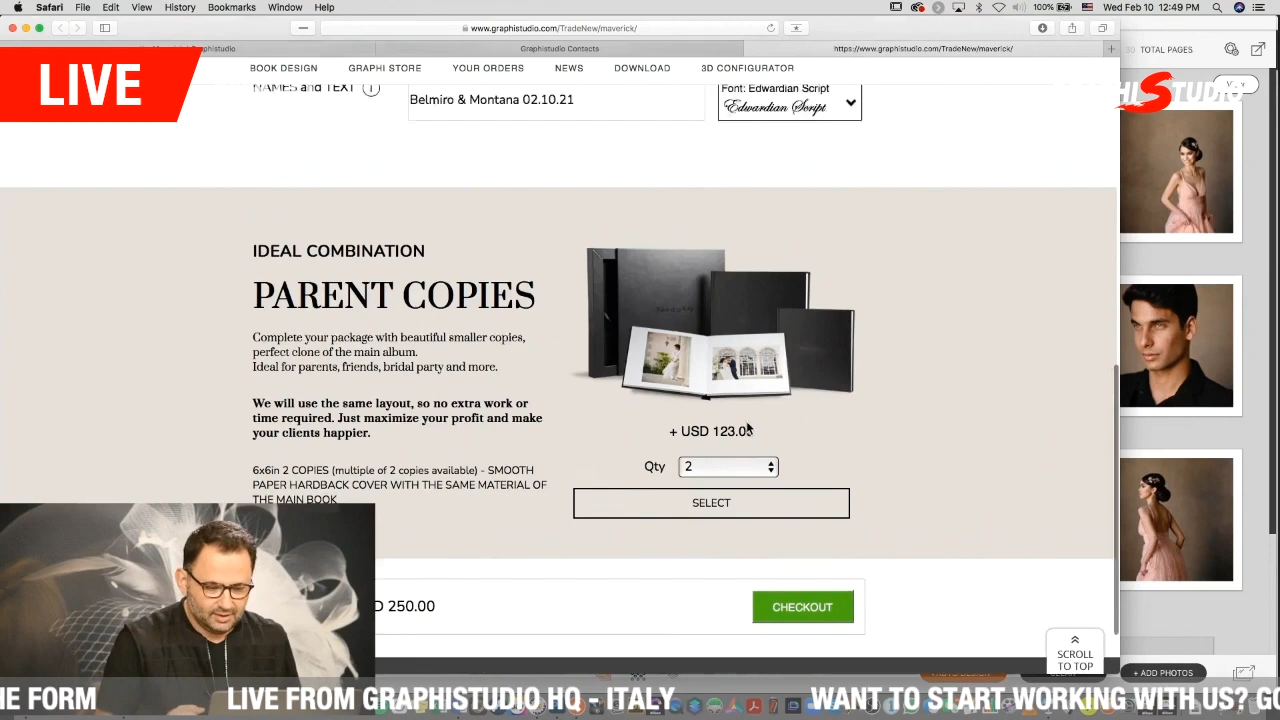 Safari File Edit View History Bookmarks Window Help
100% Wed Feb 10 12:49 PM
www.graphistudio.com/TradeNew/maverick/
Graphistudio Contacts
https://www.graphistudio.com/TradeNew/maverick/
TOTAL PAGES
LIVE
BOOK DESIGN GRAPHI STORE YOUR ORDERS NEWS DOWNLOAD 3D CONFIGURATOR
NAMES and TEXT i
Belmiro & Montana 02.10.21
Font: Edwardian Script
Edwardian Script
IDEAL COMBINATION
PARENT COPIES
Complete your package with beautiful smaller copies,
perfect clone of the main album.
Ideal for parents, friends, bridal party and more.
We will use the same layout, so no extra work or
time required. Just maximize your profit and make
your clients happier.
6x6in 2 COPIES (multiple of 2 copies available) - SMOOTH
PAPER HARDBACK COVER WITH THE SAME MATERIAL OF
THE MAIN BOOK
+ USD 123.00
Qty 2
SELECT
D 250.00
CHECKOUT
SCROLL
TO TOP
+ ADD PHOTOS
HE FORM LIVE FROM GRAPHISTUDIO HQ - ITALY WANT TO START WORKING WITH US? GO